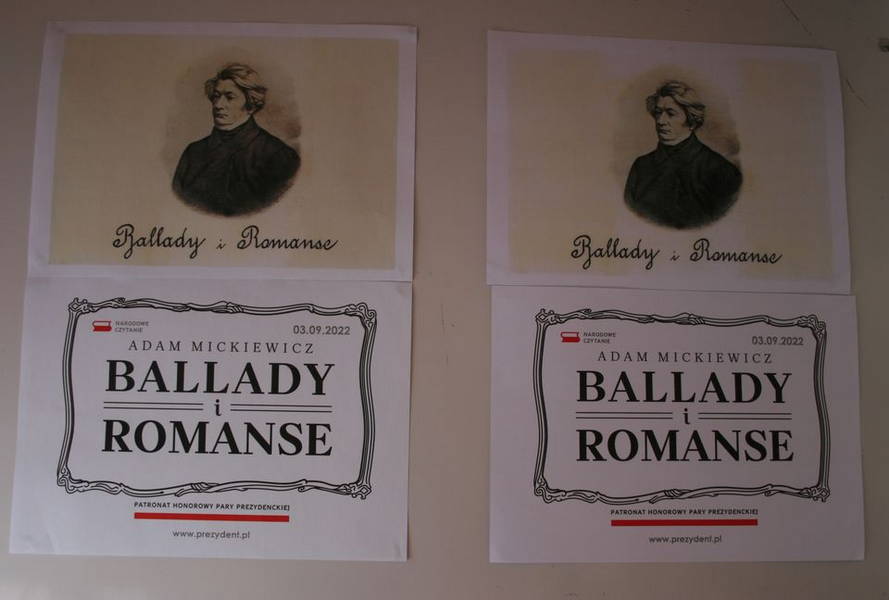 Ballady i Romanse
NARODOWE
CZYTANIE
03.09.2022
ADAM MICKIEWICZ
BALLADY
i
ROMANSE
PATRONAT HONOROWY PARY PREZYDENCKIEJ
www.prezydent.pl
Ballady i Romanse
NARODOWE
CZYTANIE
03.09.2022
ADAM MICKIEWICZ
BALLADY
i
ROMANSE
PATRONAT HONOROWY PARY PREZYDENCKIEJ
www.prezydent.pl